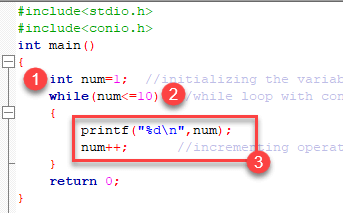 #include<stdio.h>
#include<conio.h>
int main()
{
1 int num=1; //initializing the variab
while(num<=10) 2 //while loop with con
{
printf("%d\n",num);
num++; //incrementing operat
3
}
return 0;
}